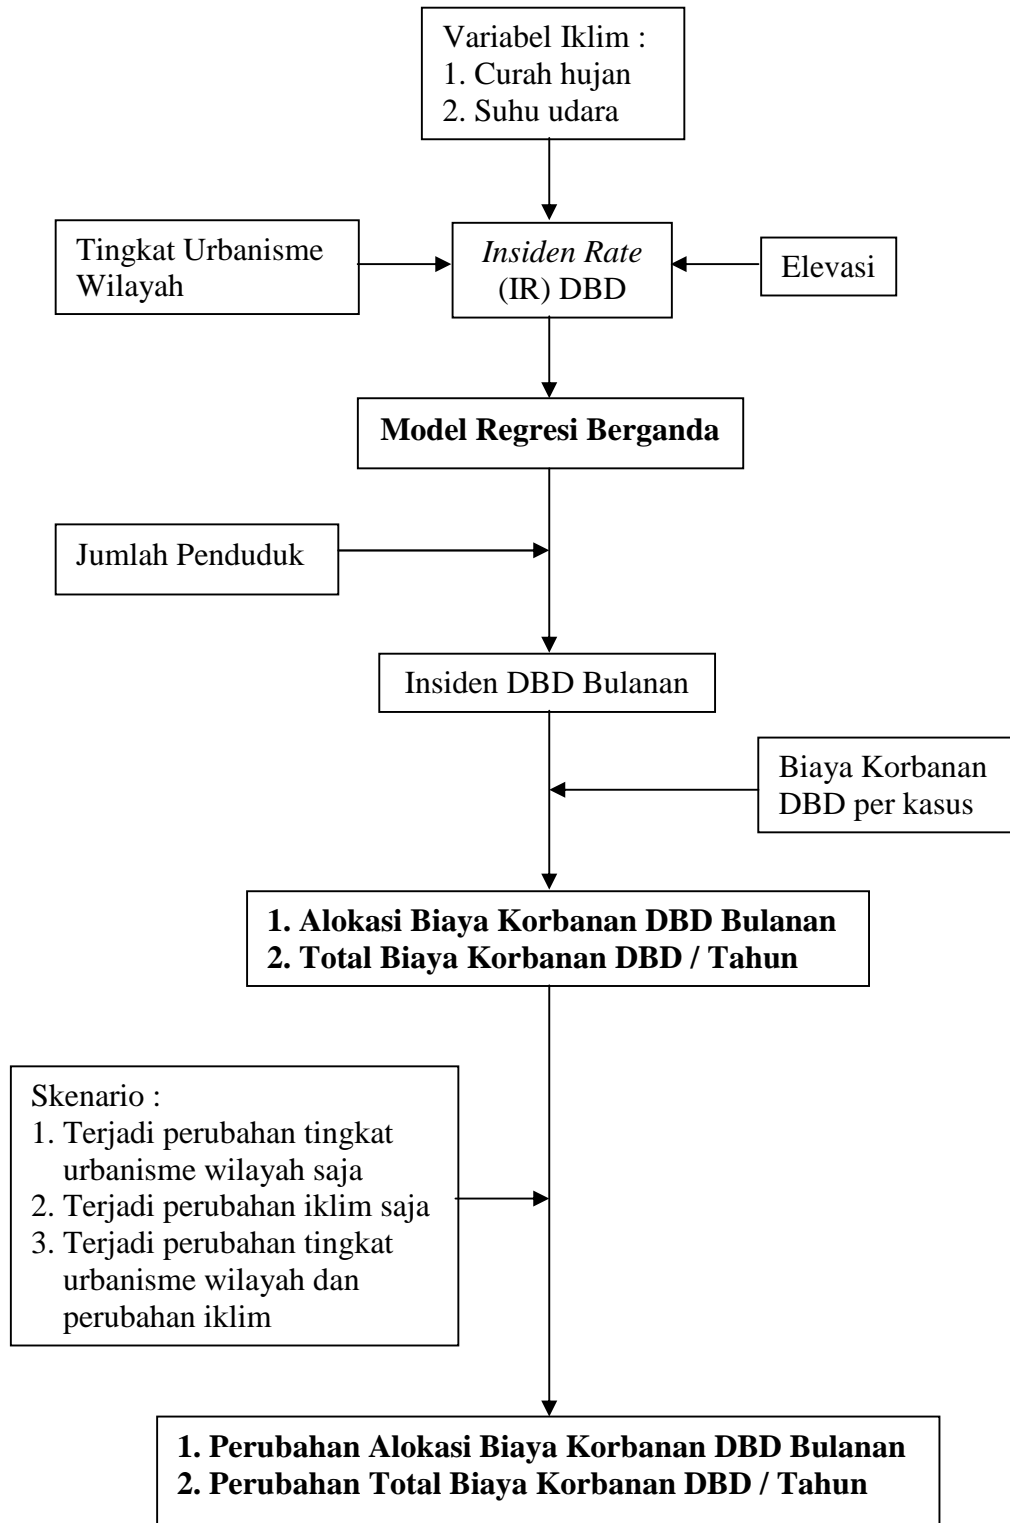 Variabel Iklim :
1. Curah hujan
2. Suhu udara
Tingkat Urbanisme
Wilayah
Insiden Rate
(IR) DBD
Elevasi
Model Regresi Berganda
Jumlah Penduduk
Insiden DBD Bulanan
Biaya Korbanan
DBD per kasus
1. Alokasi Biaya Korbanan DBD Bulanan
2. Total Biaya Korbanan DBD / Tahun
Skenario :
1. Terjadi perubahan tingkat
urbanisme wilayah saja
2. Terjadi perubahan iklim saja
3. Terjadi perubahan tingkat
urbanisme wilayah dan
perubahan iklim
1. Perubahan Alokasi Biaya Korbanan DBD Bulanan
2. Perubahan Total Biaya Korbanan DBD / Tahun